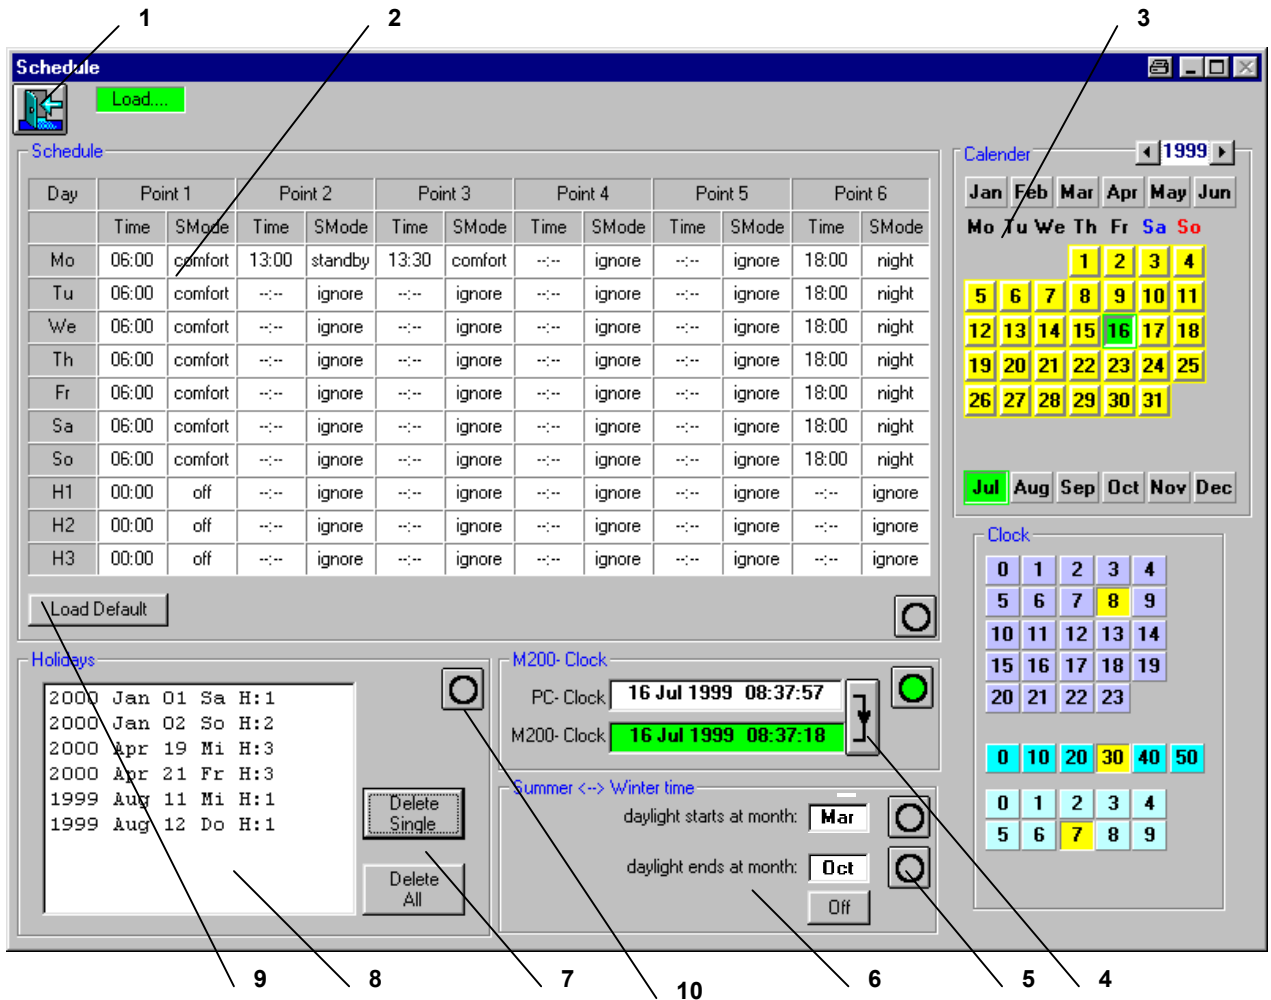 1 2 3
Schedule
Load....
Schedule
Day Point 1 Point 2 Point 3 Point 4 Point 5 Point 6
Time SMode Time SMode Time SMode Time SMode Time SMode Time SMode
Mo 06:00 comfort 13:00 standby 13:30 comfort --:-- ignore --:-- ignore 18:00 night
Tu 06:00 comfort --:-- ignore --:-- ignore --:-- ignore --:-- ignore 18:00 night
We 06:00 comfort --:-- ignore --:-- ignore --:-- ignore --:-- ignore 18:00 night
Th 06:00 comfort --:-- ignore --:-- ignore --:-- ignore --:-- ignore 18:00 night
Fr 06:00 comfort --:-- ignore --:-- ignore --:-- ignore --:-- ignore 18:00 night
Sa 06:00 comfort --:-- ignore --:-- ignore --:-- ignore --:-- ignore 18:00 night
So 06:00 comfort --:-- ignore --:-- ignore --:-- ignore --:-- ignore 18:00 night
H1 00:00 off --:-- ignore --:-- ignore --:-- ignore --:-- ignore --:-- ignore
H2 00:00 off --:-- ignore --:-- ignore --:-- ignore --:-- ignore --:-- ignore
H3 00:00 off --:-- ignore --:-- ignore --:-- ignore --:-- ignore --:-- ignore
Load Default
Calender 1999
Jan Feb Mar Apr May Jun
Mo Tu We Th Fr Sa So
1 2 3 4
5 6 7 8 9 10 11
12 13 14 15 16 17 18
19 20 21 22 23 24 25
26 27 28 29 30 31
Jul Aug Sep Oct Nov Dec
Clock
0 1 2 3 4
5 6 7 8 9
10 11 12 13 14
15 16 17 18 19
20 21 22 23
0 10 20 30 40 50
0 1 2 3 4
5 6 7 8 9
Holidays
2000 Jan 01 Sa H:1
2000 Jan 02 So H:2
2000 Apr 19 Mi H:3
2000 Apr 21 Fr H:3
1999 Aug 11 Mi H:1
1999 Aug 12 Do H:1
Delete
Single
Delete
All
M200- Clock
PC- Clock 16 Jul 1999 08:37:57
M200- Clock 16 Jul 1999 08:37:18
Summer <--> Winter time
daylight starts at month: Mar
daylight ends at month: Oct
Off
9 8 7 10 6 5 4